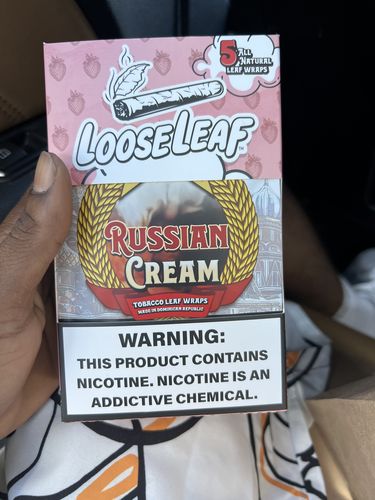 5 ALL NATURAL
LEAF WRAPS
LOOSELEAF™
RUSSIAN
CREAM
TOBACCO LEAF WRAPS
MADE IN DOMINICAN REPUBLIC
WARNING:
THIS PRODUCT CONTAINS
NICOTINE. NICOTINE IS AN
ADDICTIVE CHEMICAL.